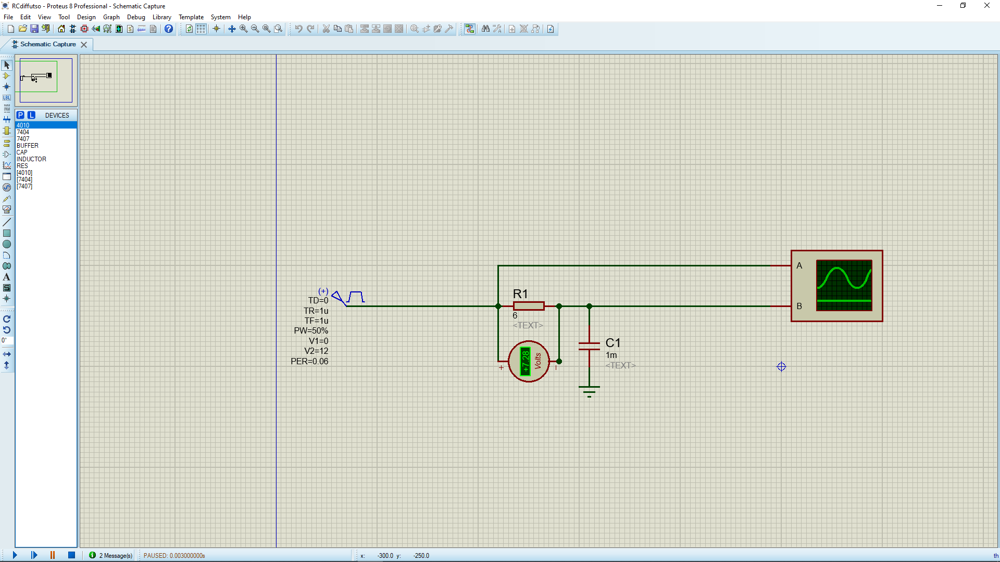 RCdiffutso - Proteus 8 Professional - Schematic Capture
File Edit View Tool Design Graph Debug Library Template System Help
Schematic Capture
LBL
P L DEVICES
4010
7404
7407
BUFFER
CAP
INDUCTOR
RES
[4010]
[7404]
[7407]
A
S
0°
(+)
TD=0
TR=1u
TF=1u
PW=50%
V1=0
V2=12
PER=0.06
R1
6
<TEXT>
+7.28
Volts
+
C1
1m
<TEXT>
A
B
2 Message(s)
PAUSED: 0.003000000s
x: -300.0 y: -250.0
th